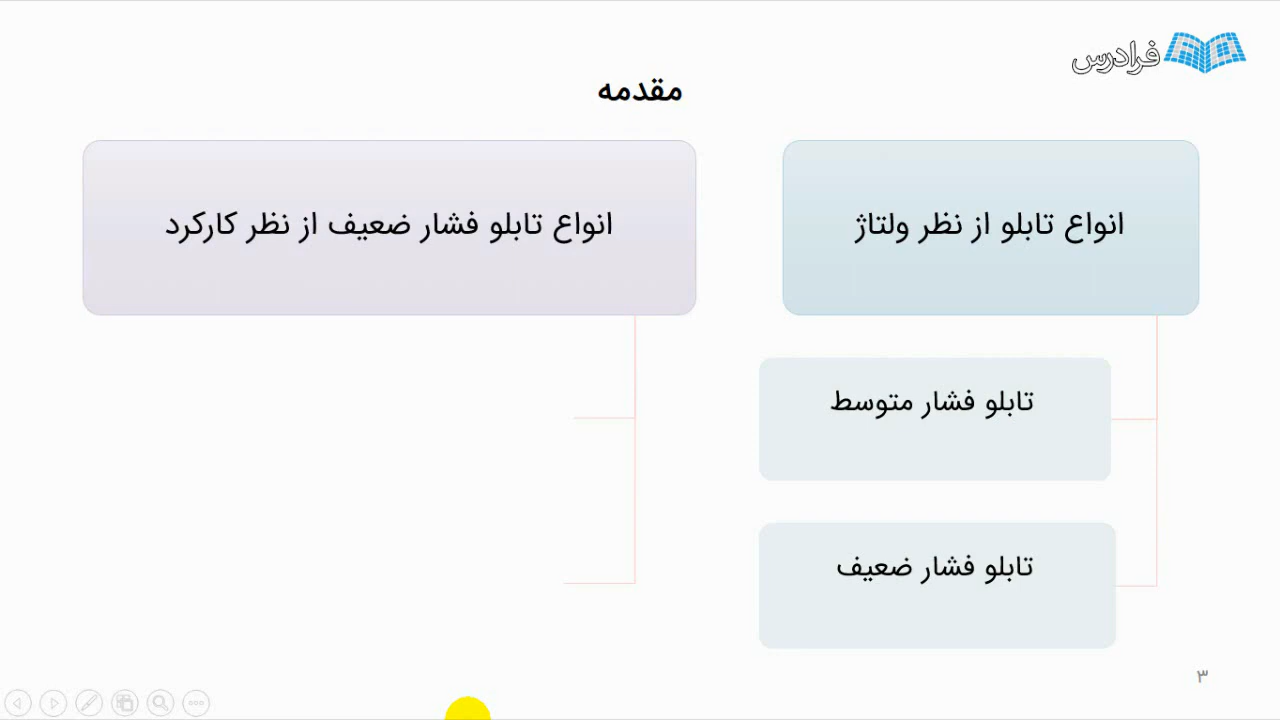 فرادرس
مقدمه
انواع تابلو از نظر ولتاژ
تابلو فشار متوسط
تابلو فشار ضعیف
انواع تابلو فشار ضعیف از نظر کارکرد
۳